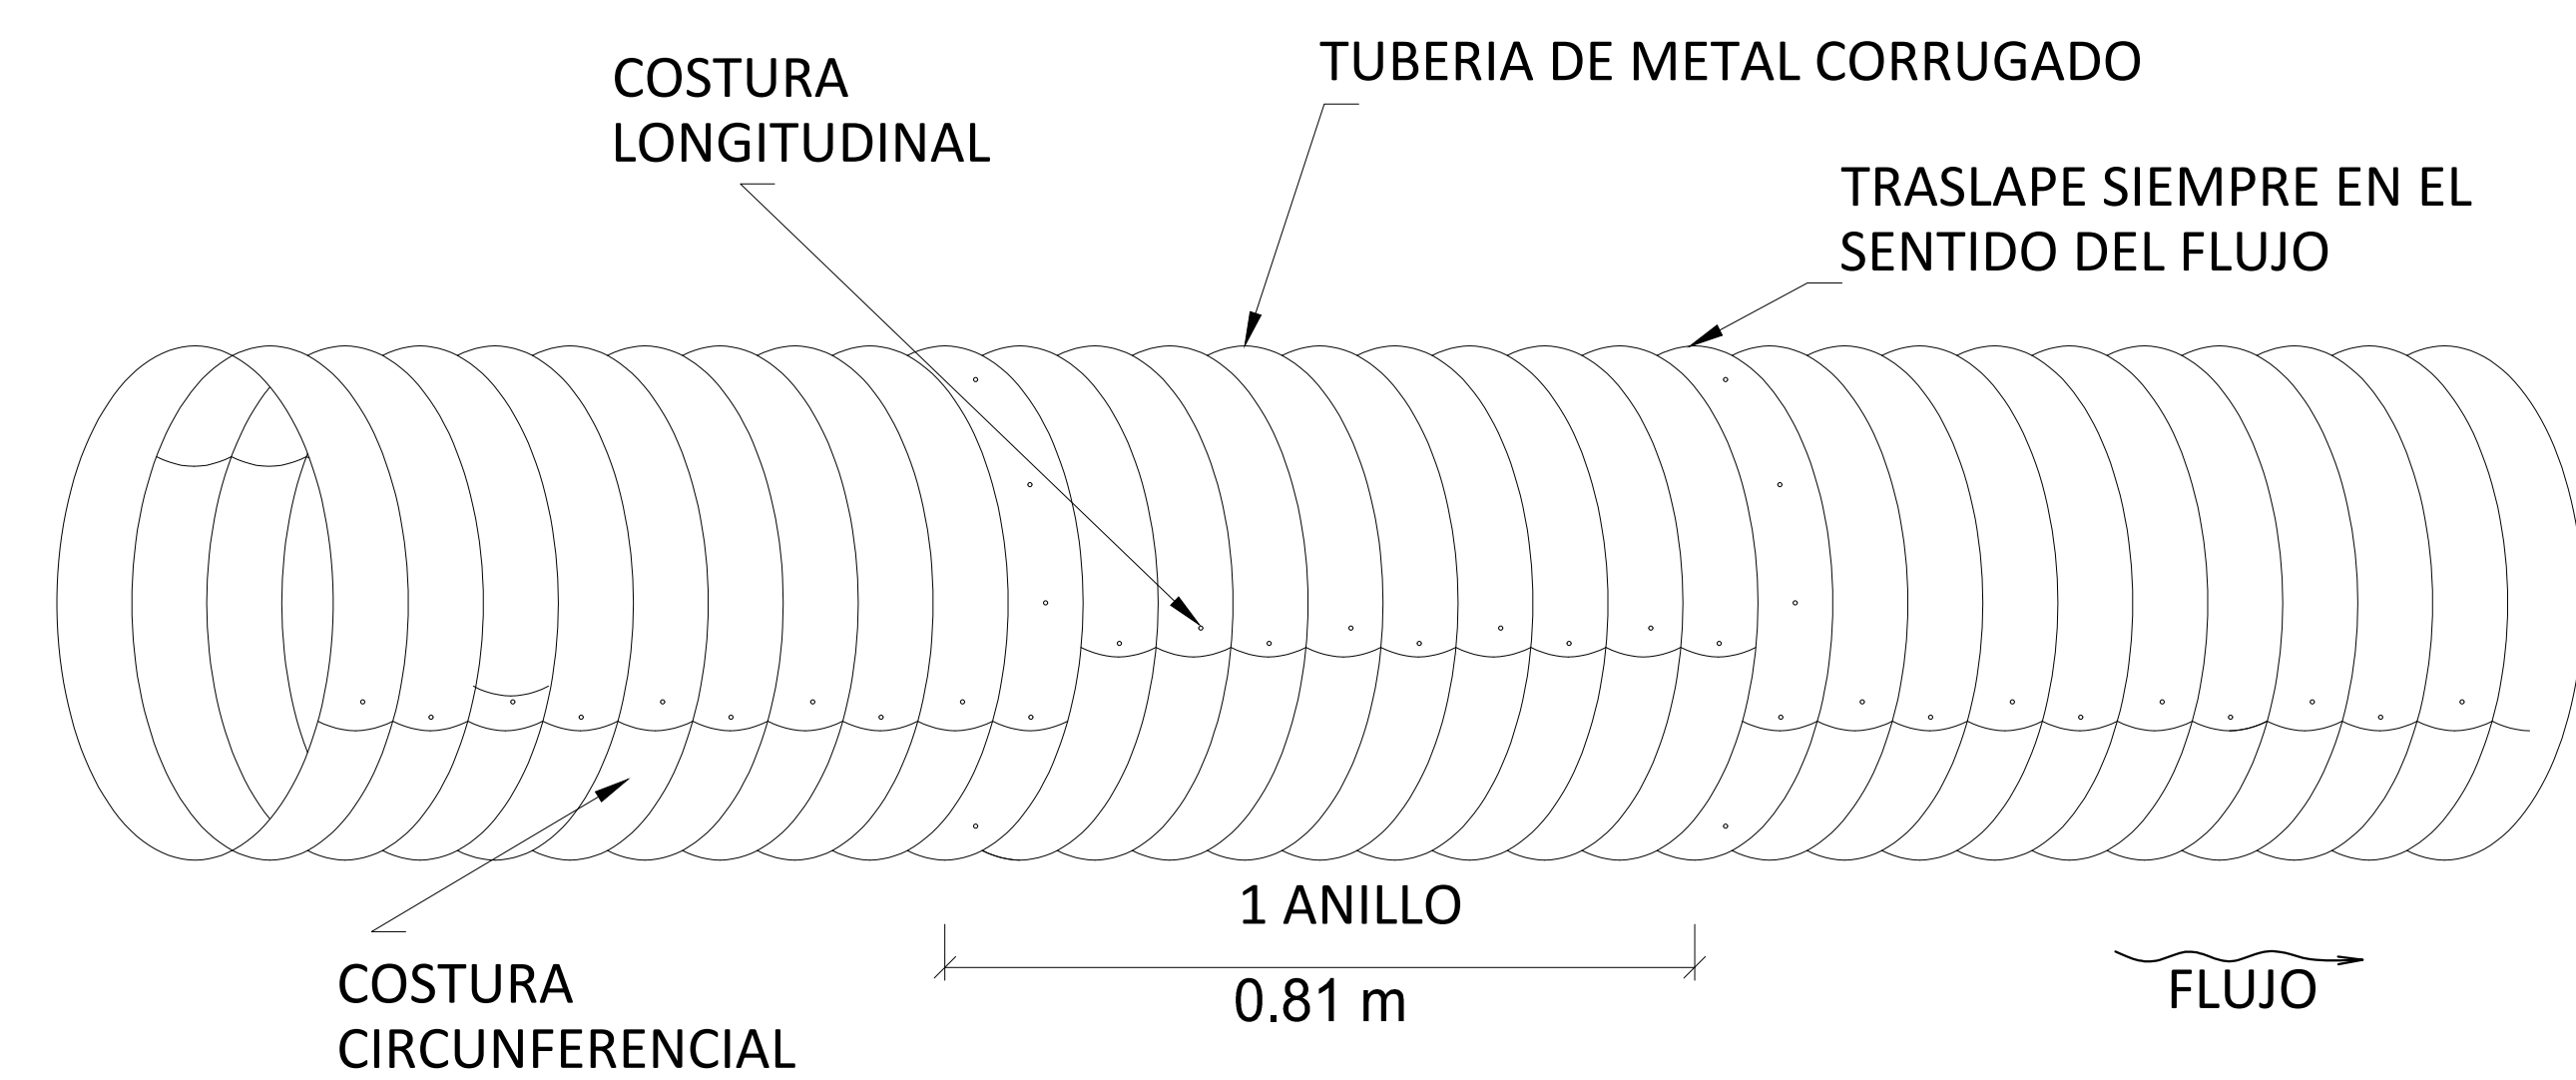 COSTURA
LONGITUDINAL
TUBERIA DE METAL CORRUGADO
TRASLAPE SIEMPRE EN EL
SENTIDO DEL FLUJO
1 ANILLO
0.81 m
FLUJO
COSTURA
CIRCUNFERENCIAL